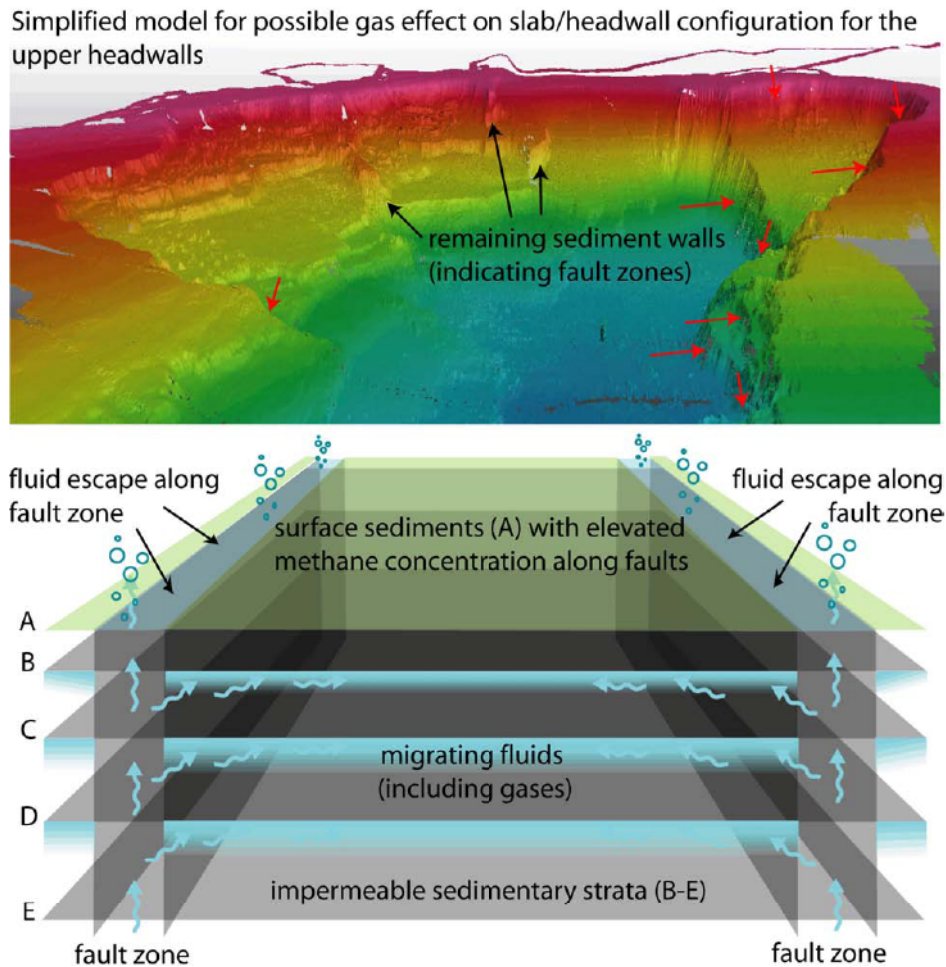 Simplified model for possible gas effect on slab/headwall configuration for the
upper headwalls
remaining sediment walls
(indicating fault zones)
fluid escape along
fault zone
fluid escape along
fault zone
surface sediments (A) with elevated
methane concentration along faults
A
B
C
migrating fluids
(including gases)
D
impermeable sedimentary strata (B-E)
E
fault zone
fault zone